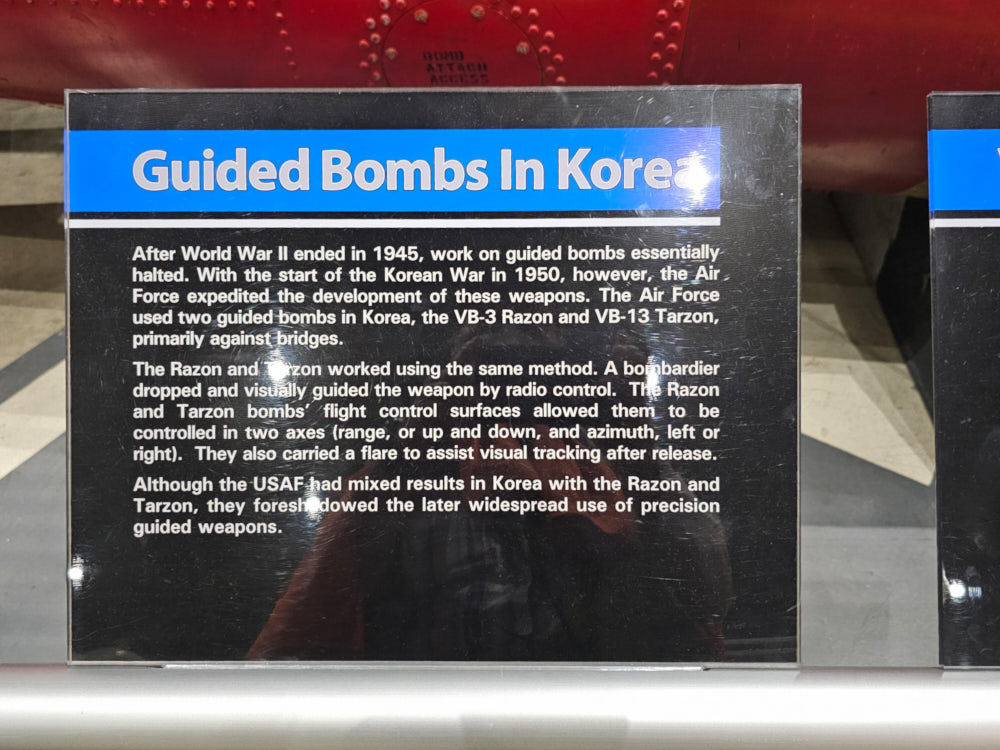 BOMB
ATTACH
ACCESS
Guided Bombs In Korea
After World War II ended in 1945, work on guided bombs essentially
halted. With the start of the Korean War in 1950, however, the Air
Force expedited the development of these weapons. The Air Force
used two guided bombs in Korea, the VB-3 Razon and VB-13 Tarzon,
primarily against bridges.
The Razon and Tarzon worked using the same method. A bombardier
dropped and visually guided the weapon by radio control. The Razon
and Tarzon bombs’ flight control surfaces allowed them to be
controlled in two axes (range, or up and down, and azimuth, left or
right). They also carried a flare to assist visual tracking after release.
Although the USAF had mixed results in Korea with the Razon and
Tarzon, they foreshadowed the later widespread use of precision
guided weapons.